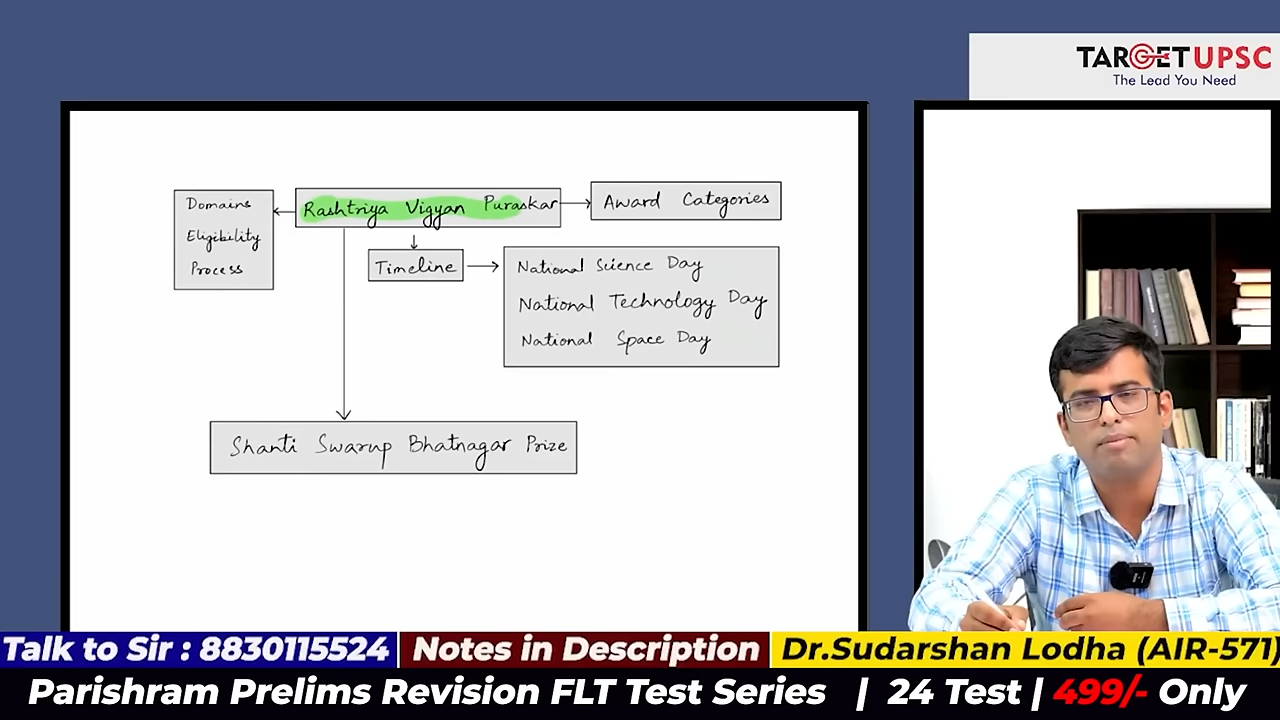 TARGETUPSC
The Lead You Need
Domains
Eligibility
Process
Rashtriya Vigyan Puraskar
Award Categories
Timeline
National Science Day
National Technology Day
National Space Day
Shanti Swarup Bhatnagar Prize
Talk to Sir : 8830115524
Notes in Description
Dr.Sudarshan Lodha (AIR-571)
Parishram Prelims Revision FLT Test Series | 24 Test | 499/- Only